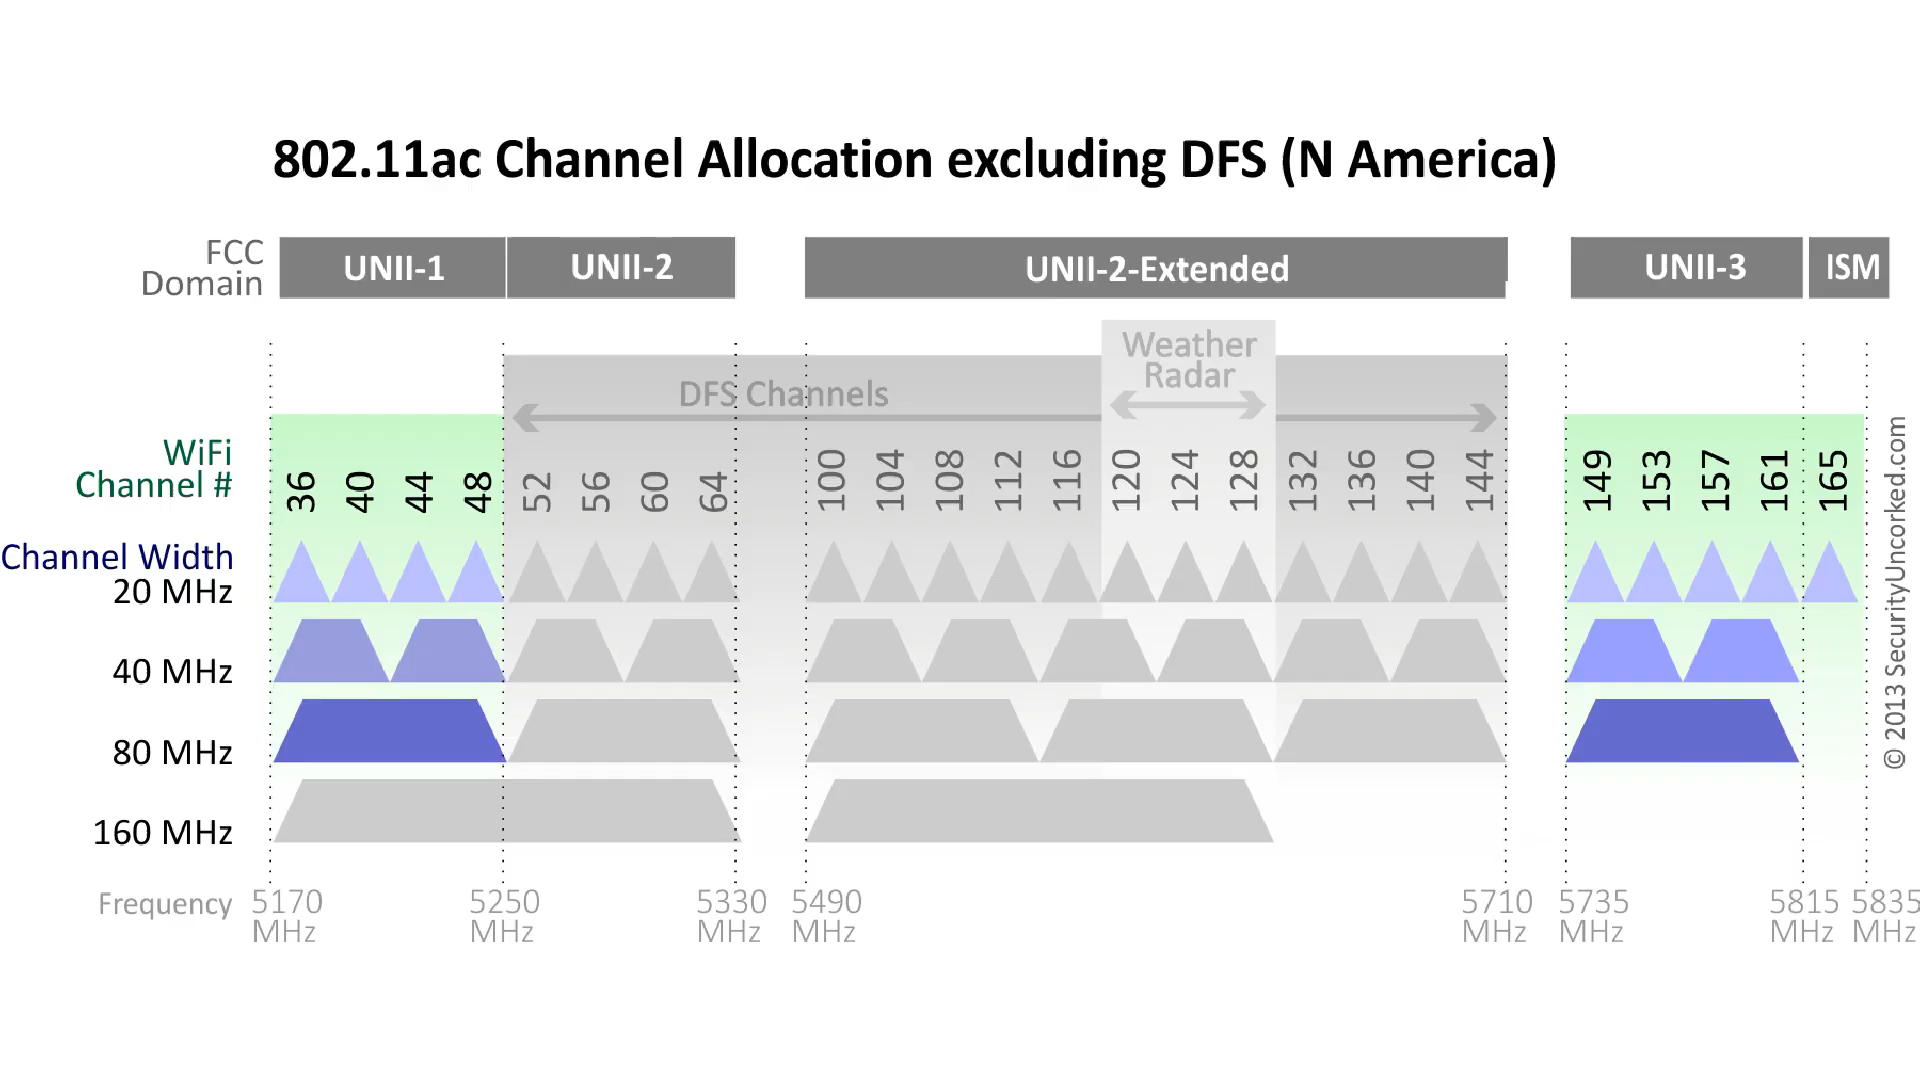 802.11ac Channel Allocation excluding DFS (N America)
FCC
Domain
UNII-1
UNII-2
UNII-2-Extended
UNII-3
ISM
Weather
Radar
DFS Channels
WiFi
Channel #
36 40 44 48 52 56 60 64 100 104 108 112 116 120 124 128 132 136 140 144 149 153 157 161 165
Channel Width
20 MHz
40 MHz
80 MHz
160 MHz
Frequency
5170
MHz
5250
MHz
5330
MHz
5490
MHz
5710
MHz
5735
MHz
5815
MHz
5835
MHz
© 2013 SecurityUncorked.com